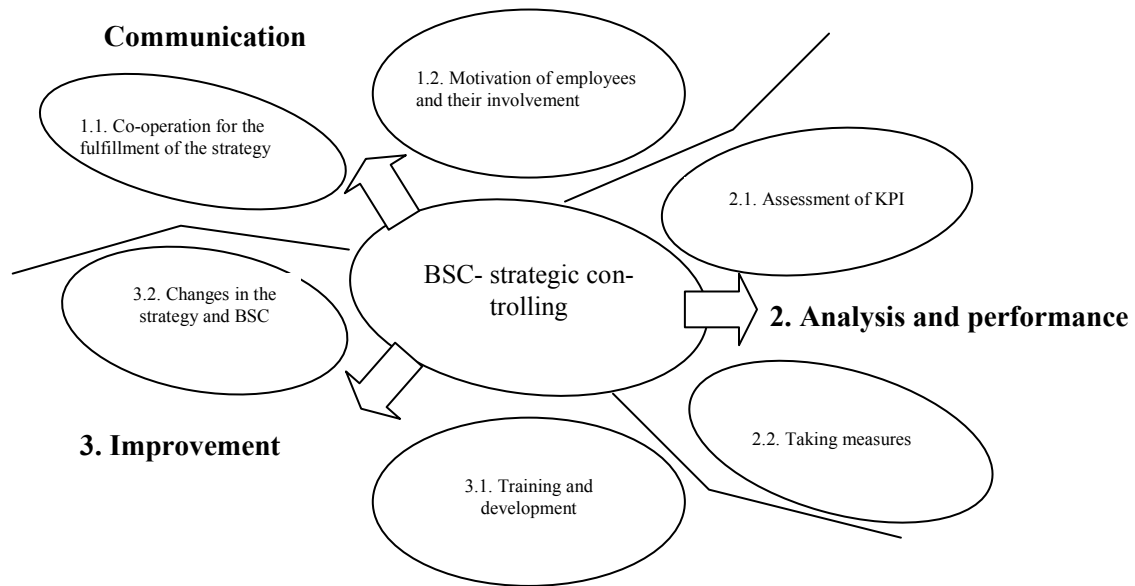 Communication
1.2. Motivation of employees
and their involvement
1.1. Co-operation for the
fulfillment of the strategy
2.1. Assessment of KPI
BSC- strategic con-
trolling
3.2. Changes in the
strategy and BSC
2. Analysis and performance
3. Improvement
2.2. Taking measures
3.1. Training and
development